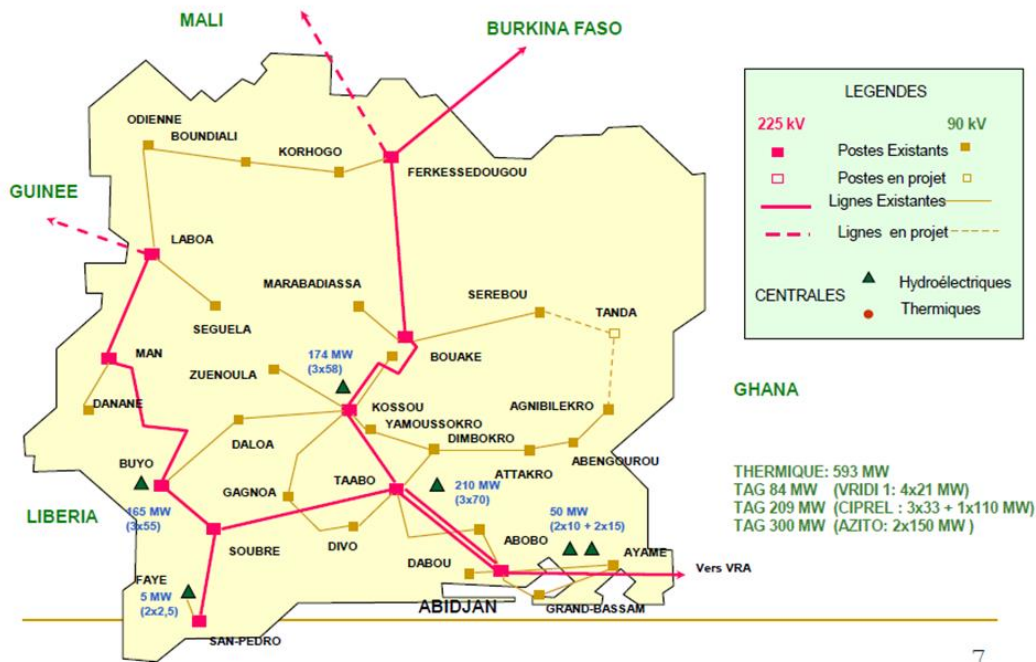 MALI
BURKINA FASO
ODIENNE
BOUNDIALI
KORHOGO
FERKESSEDOUGOU
GUINEE
LABOA
MARABADIASSA
SEREBOU
TANDA
SEGUELA
MAN
174 MW
(3x58)
BOUAKE
ZUENOULA
DANANE
KOSSOU
YAMOUSSOKRO
AGNIBILEKRO
DALOA
DIMBOKRO
BUYO
TAABO
ATTAKRO
ABENGOUROU
GAGNOA
210 MW
(3x70)
165 MW
(3x55)
LIBERIA
50 MW
(2x10 + 2x15)
SOUBRE
DIVO
ABOBO
AYAME
DABOU
Vers VRA
FAYE
5 MW
(2x2,5)
ABIDJAN
GRAND-BASSAM
SAN-PEDRO
LEGENDES
225 kV
90 kV
Postes Existants
Postes en projet
Lignes Existantes
Lignes en projet
CENTRALES
Hydroélectriques
Thermiques
GHANA
THERMIQUE: 593 MW
TAG 84 MW (VRIDI 1: 4x21 MW)
TAG 209 MW (CIPREL : 3x33 + 1x110 MW)
TAG 300 MW (AZITO: 2x150 MW )
7